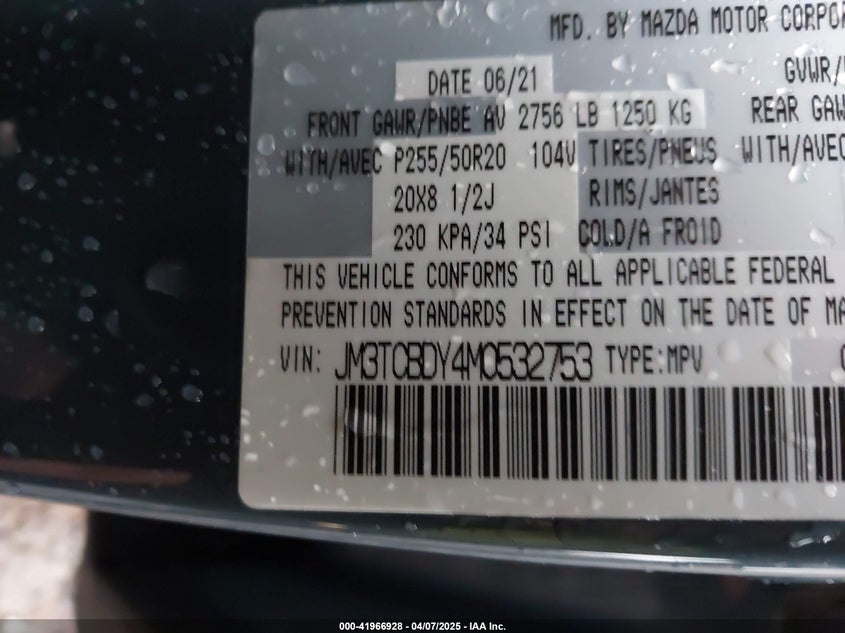 MFD. BY MAZDA MOTOR CORPOR
DATE 06/21 GVWR/
FRONT GAWR/PNBE AV 2756 LB 1250 KG REAR GAW
WITH/AVEC P255/50R20 104V TIRES/PNEUS WITH/AVEC
20X8 1/2J RIMS/JANTES
230 KPA/34 PSI COLD/A FROID
THIS VEHICLE CONFORMS TO ALL APPLICABLE FEDERAL
PREVENTION STANDARDS IN EFFECT ON THE DATE OF MA
VIN: JM3TCBDY4M0532753 TYPE:MPV
000-41966928 - 04/07/2025 - IAA Inc.